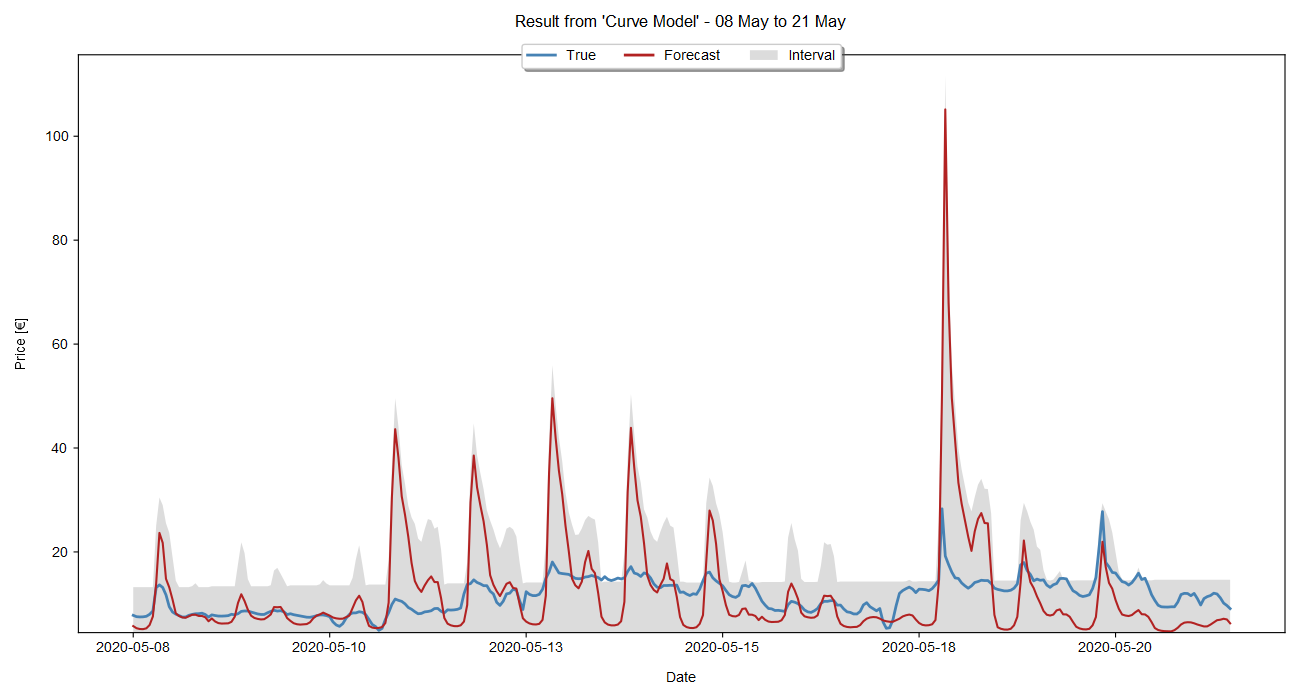 Result from 'Curve Model' - 08 May to 21 May
True Forecast Interval
100
80
60
40
20
Price [€]
2020-05-08 2020-05-10 2020-05-13 2020-05-15 2020-05-18 2020-05-20
Date